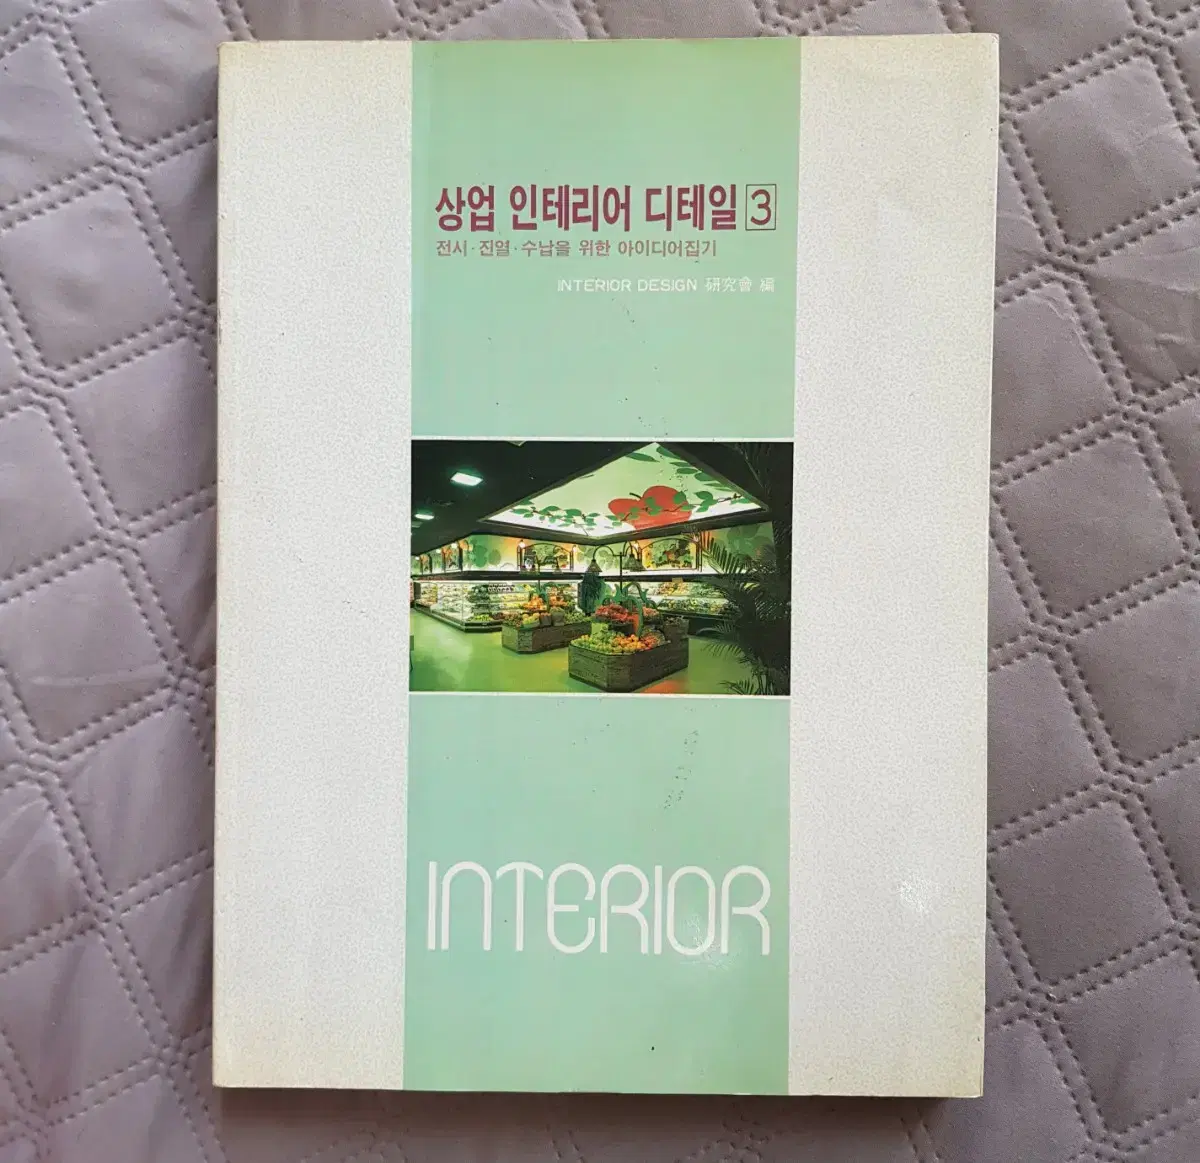 상업 인테리어 디테일 3
전시·진열·수납을 위한 아이디어집기
INTERIOR DESIGN 研究會 編
INTERIOR